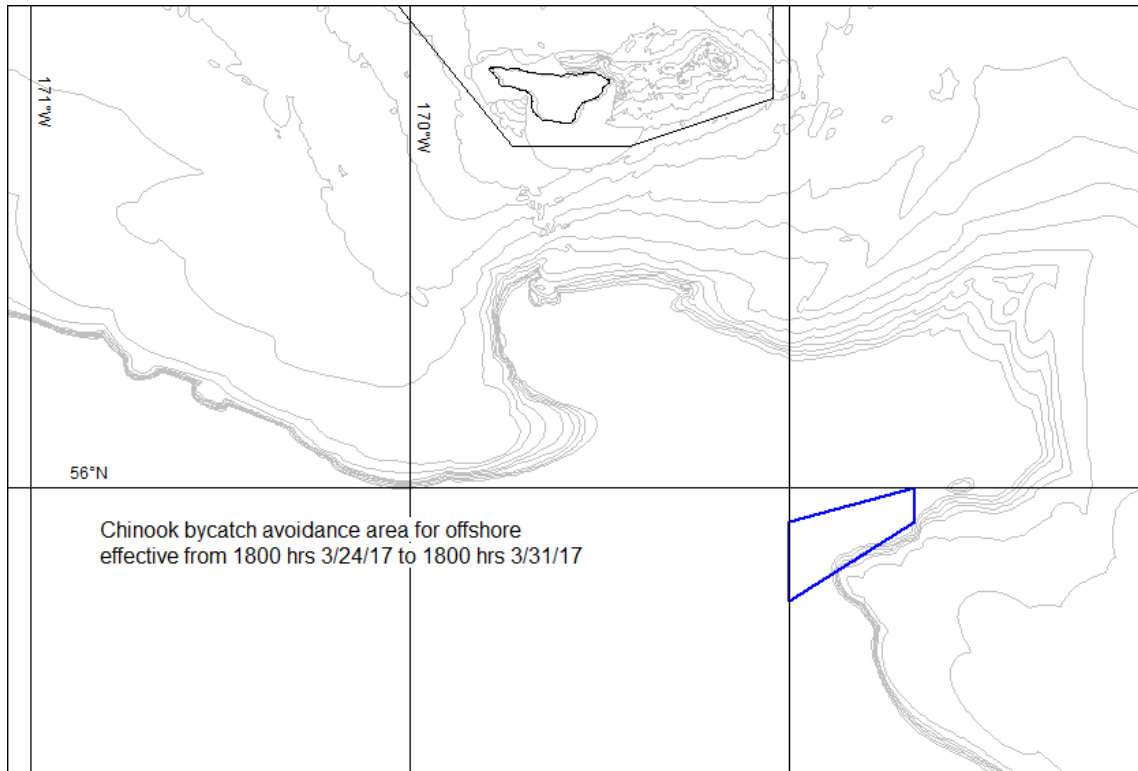 171°W
170°W
56°N
Chinook bycatch avoidance area for offshore
effective from 1800 hrs 3/24/17 to 1800 hrs 3/31/17